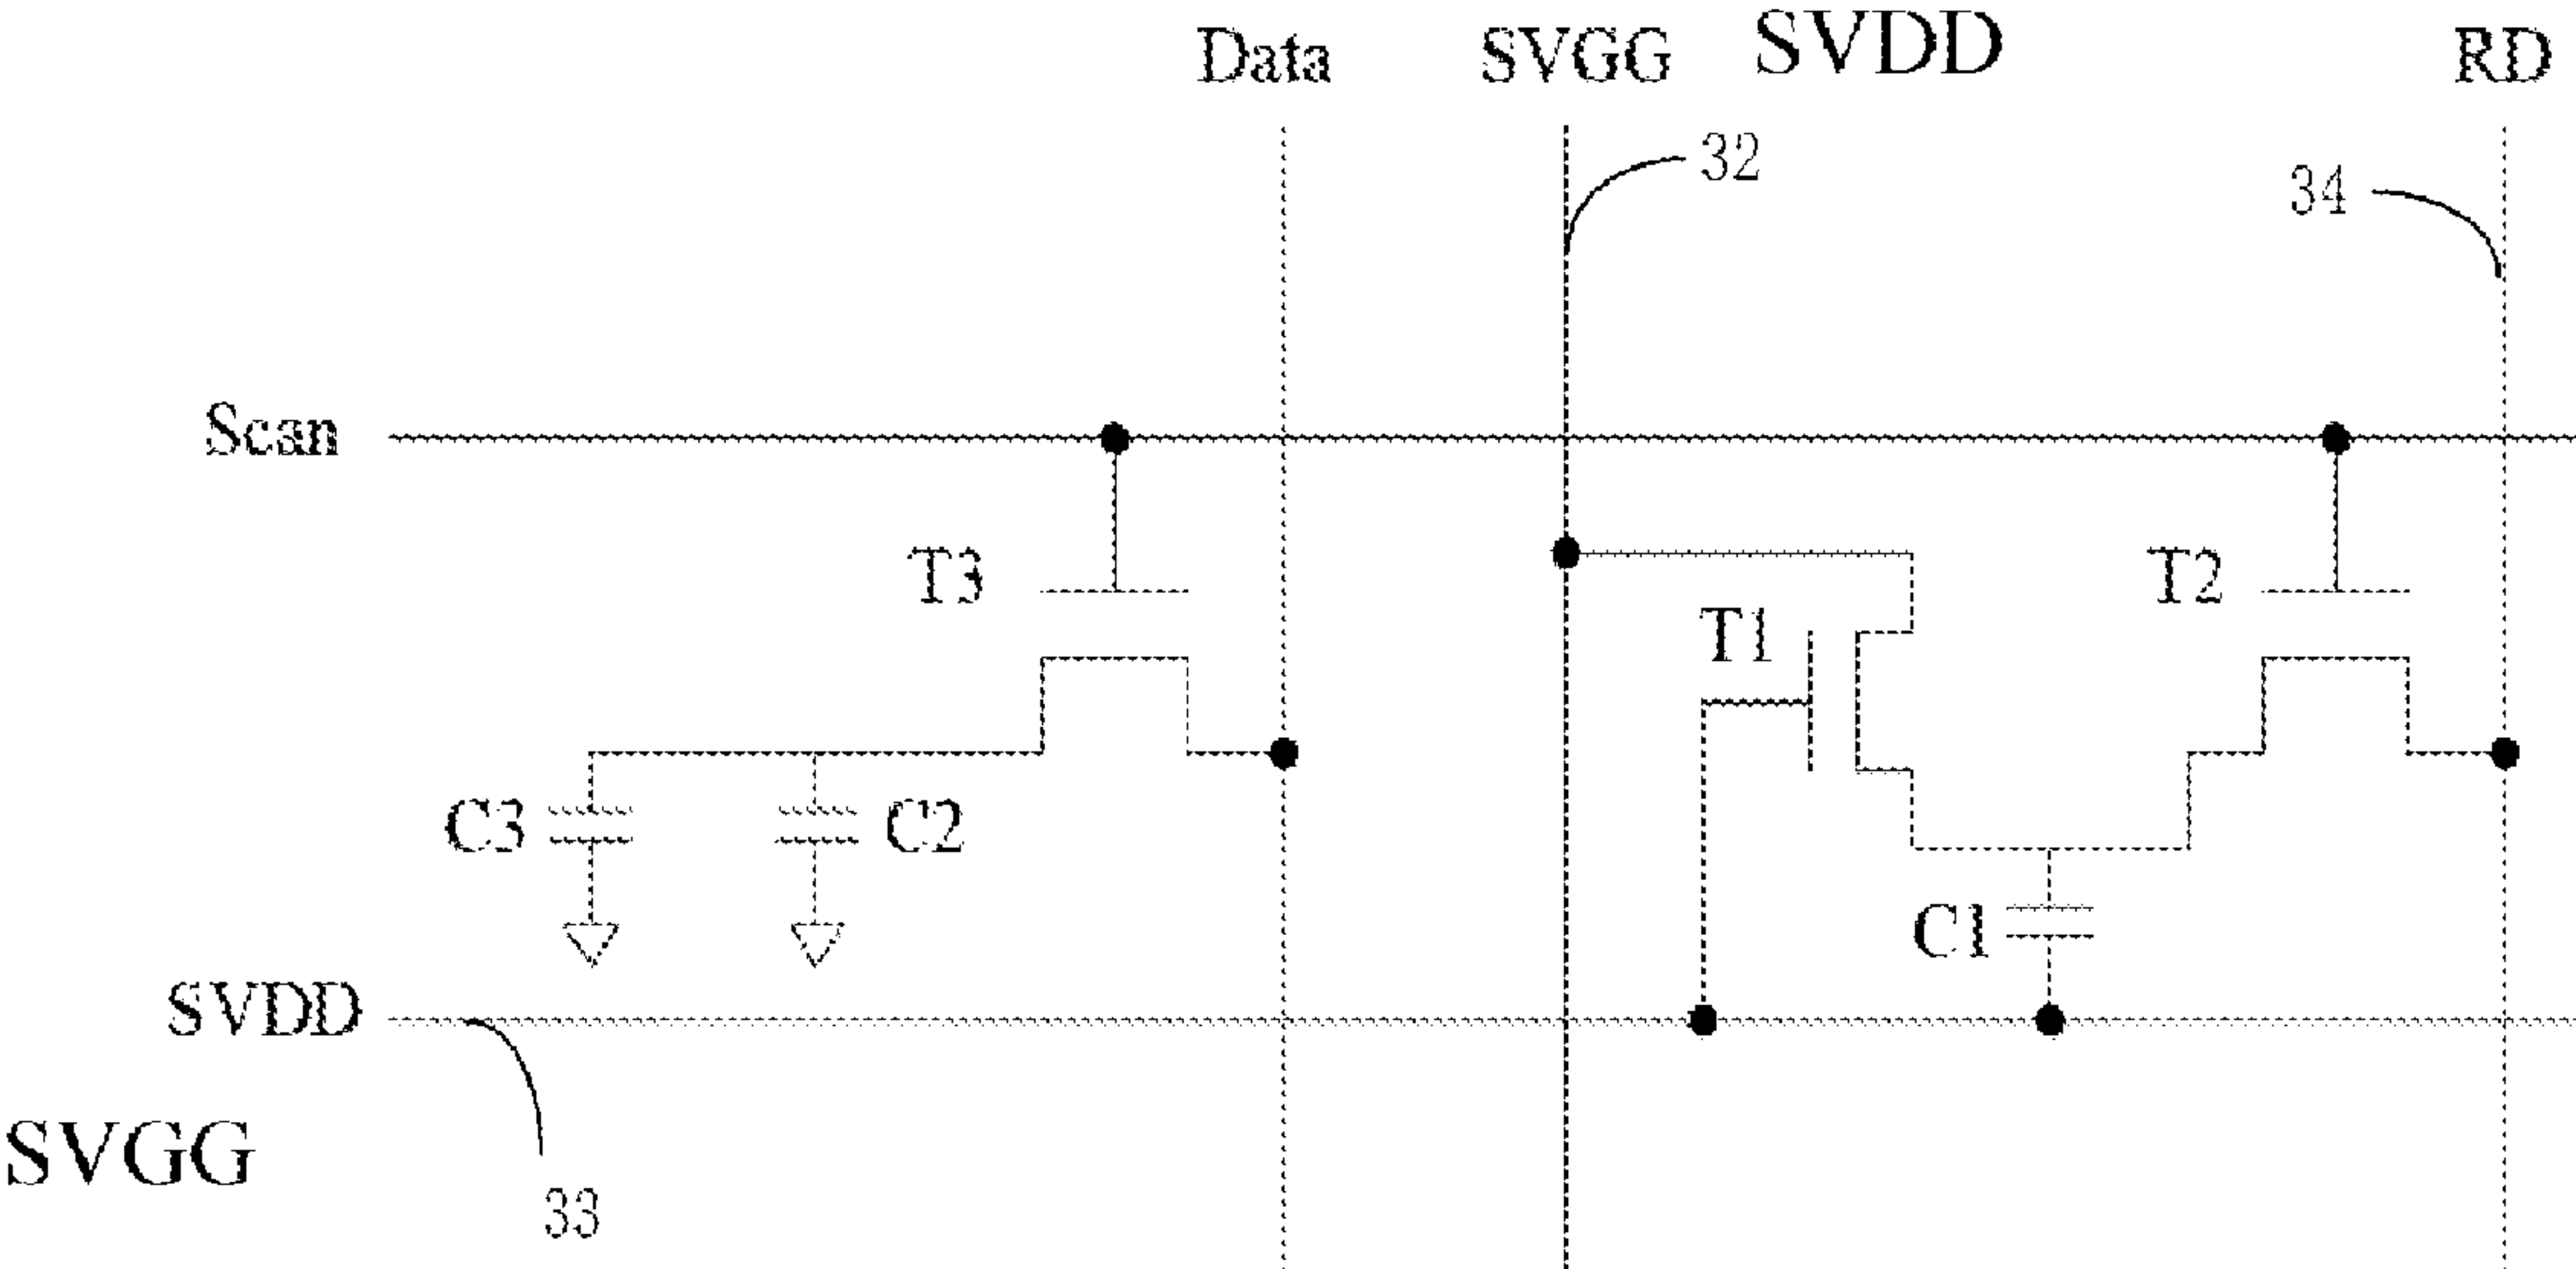 Data SVGG SVDD RD
32
34
Scan
T3
T2
T1
C3 C2
C1
SVDD
SVGG
33